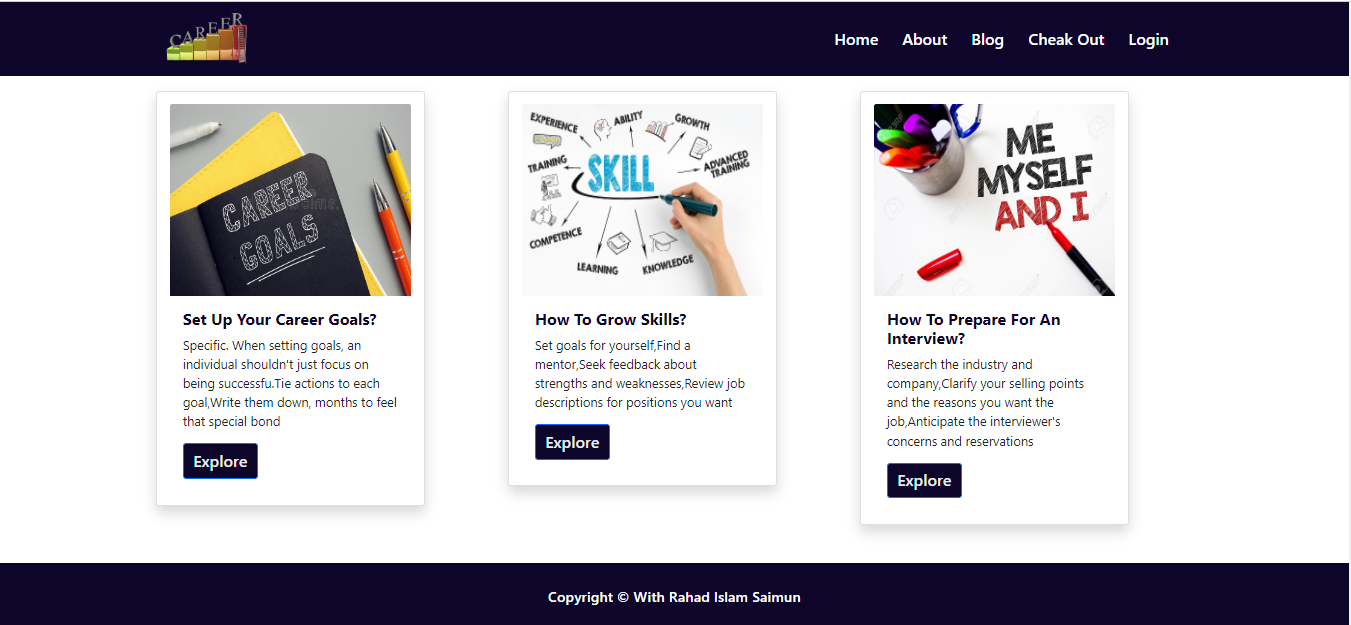 CAREER
Home
About
Blog
Cheak Out
Login
CAREER
GOALS
EXPERIENCE
ABILITY
GROWTH
TRAINING
SKILL
ADVANCED
TRAINING
COMPETENCE
LEARNING
KNOWLEDGE
ME
MYSELF
AND I
Set Up Your Career Goals?
Specific. When setting goals, an
individual shouldn't just focus on
being successfu.Tie actions to each
goal,Write them down, months to feel
that special bond
Explore
How To Grow Skills?
Set goals for yourself,Find a
mentor,Seek feedback about
strengths and weaknesses,Review job
descriptions for positions you want
Explore
How To Prepare For An
Interview?
Research the industry and
company,Clarify your selling points
and the reasons you want the
job,Anticipate the interviewer's
concerns and reservations
Explore
Copyright © With Rahad Islam Saimun